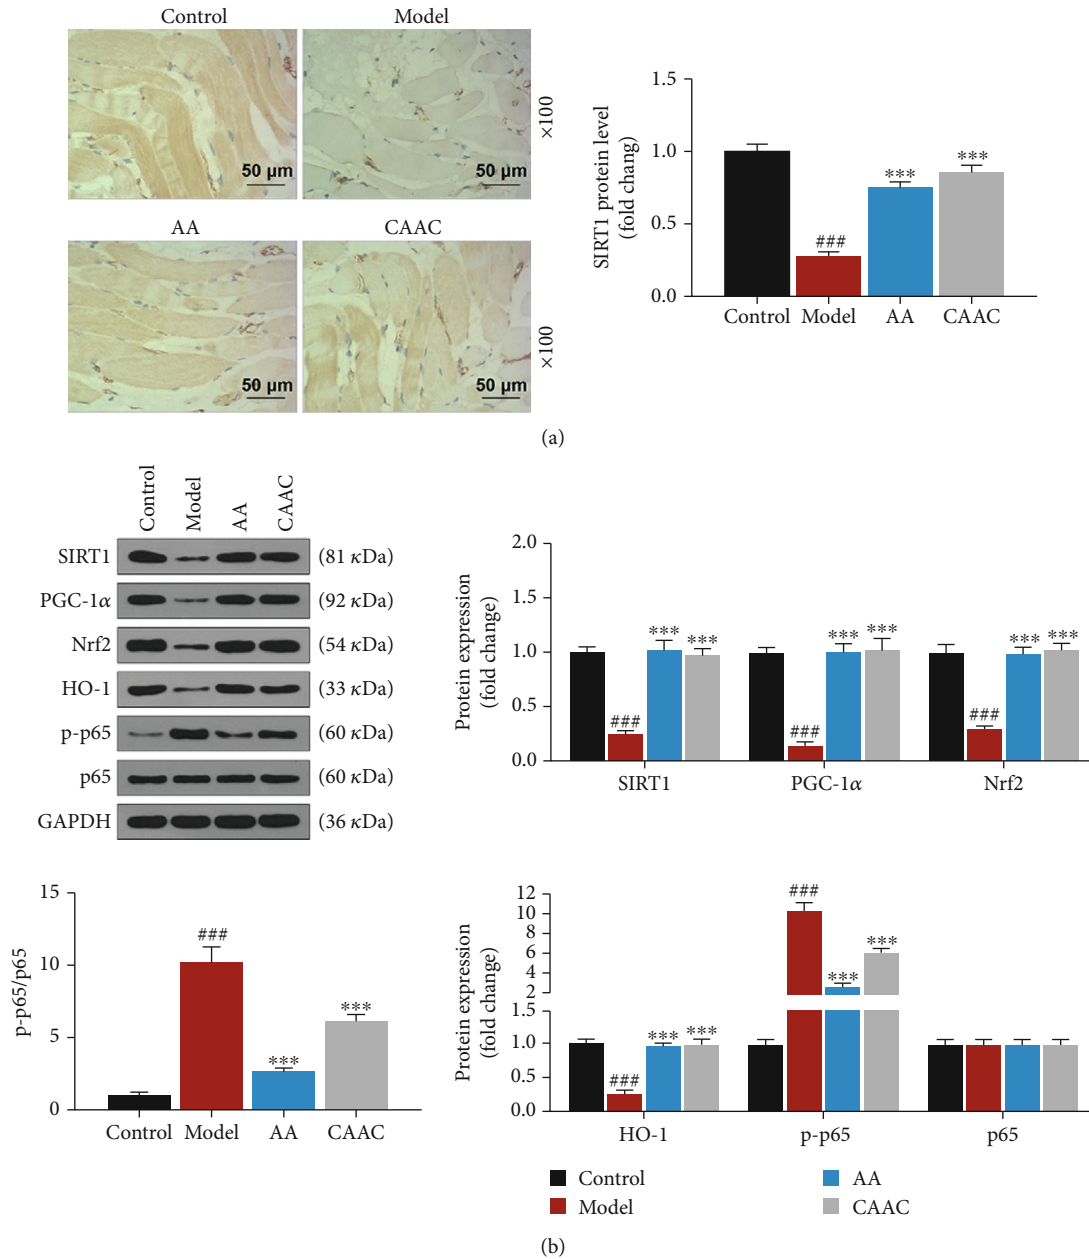 Control Model
50 µm 50 µm
×100
AA CAAC
50 µm 50 µm
×100
SIRT1 protein level
(fold chang)
1.5
1.0
0.5
0.0
###
***
***
Control Model AA CAAC
(a)
Control Model AA CAAC
SIRT1 (81 κDa)
PGC-1α (92 κDa)
Nrf2 (54 κDa)
HO-1 (33 κDa)
p-p65 (60 κDa)
p65 (60 κDa)
GAPDH (36 κDa)
Protein expression
(fold change)
2.0
1.5
1.0
0.5
0.0
### *** ***
### *** ***
### *** ***
SIRT1 PGC-1α Nrf2
p-p65/p65
15
10
5
0
###
***
***
Control Model AA CAAC
Protein expression
(fold change)
12
10
8
6
4
2
1.5
1.0
0.5
0.0
### *** ***
### *** ***
HO-1 p-p65 p65
Control AA
Model CAAC
(b)